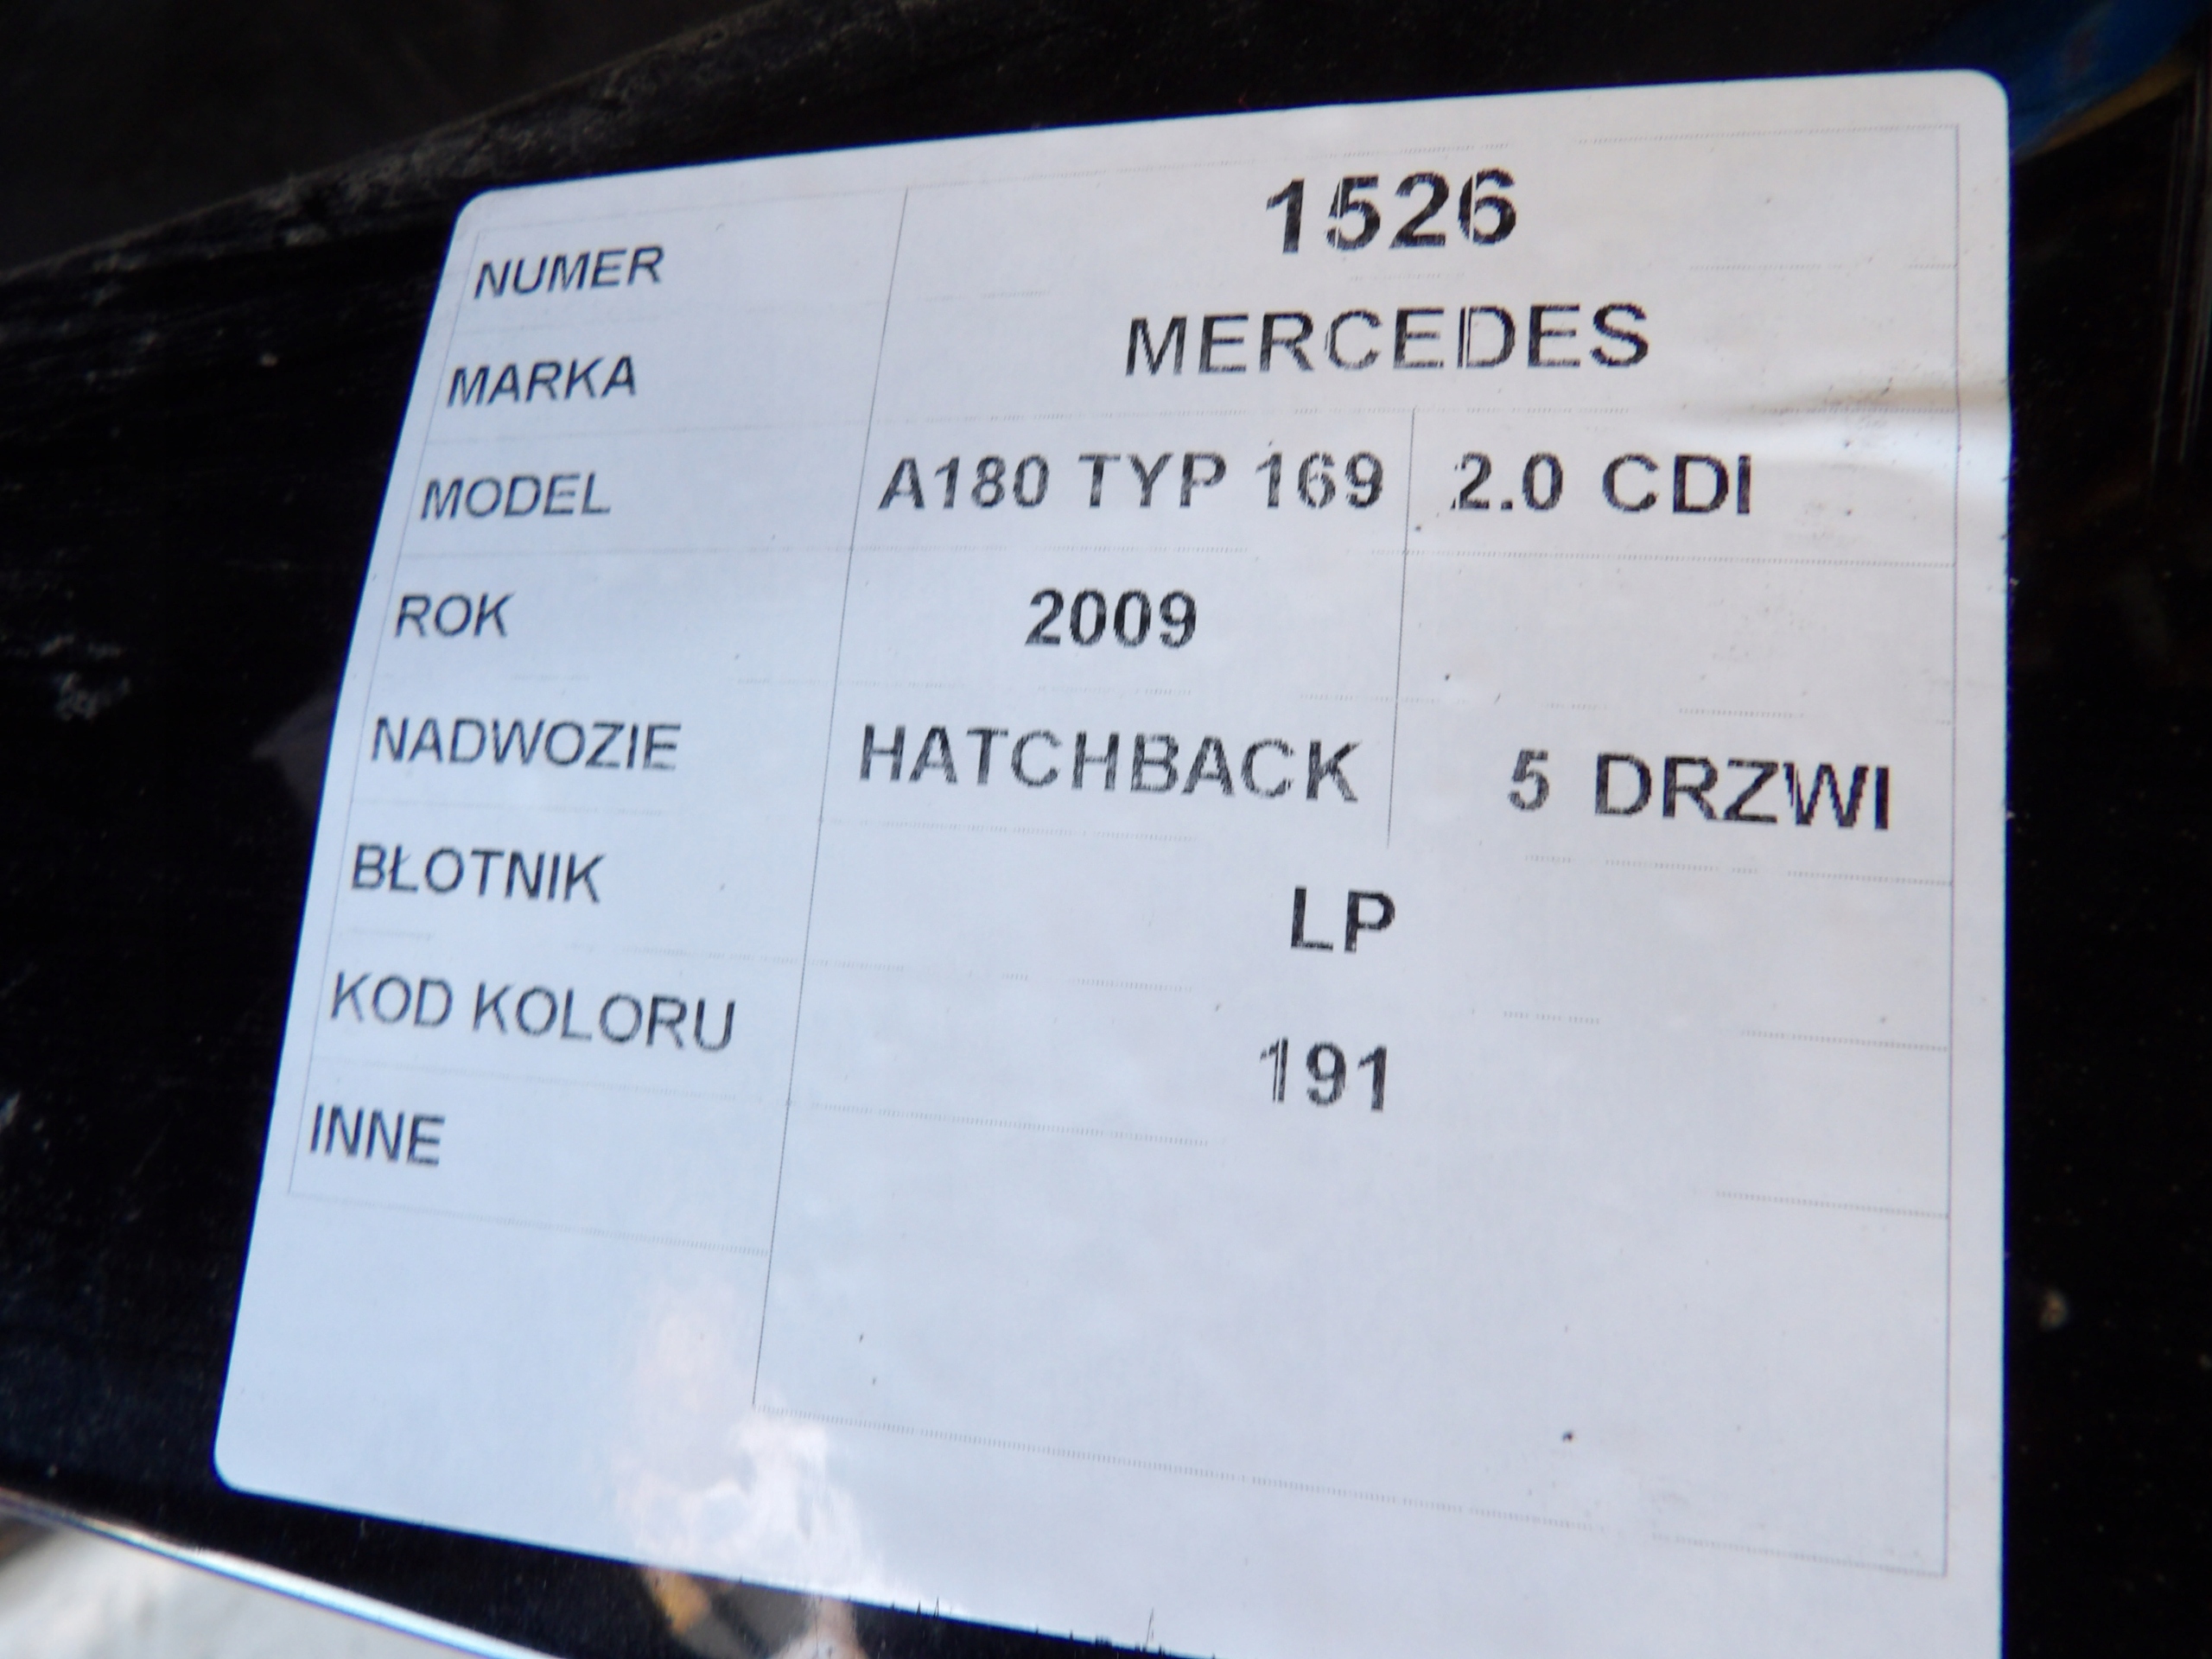 NUMER 1526
MARKA MERCEDES
MODEL A180 TYP 169 2.0 CDI
ROK 2009
NADWOZIE HATCHBACK 5 DRZWI
BŁOTNIK LP
KOD KOLORU 191
INNE